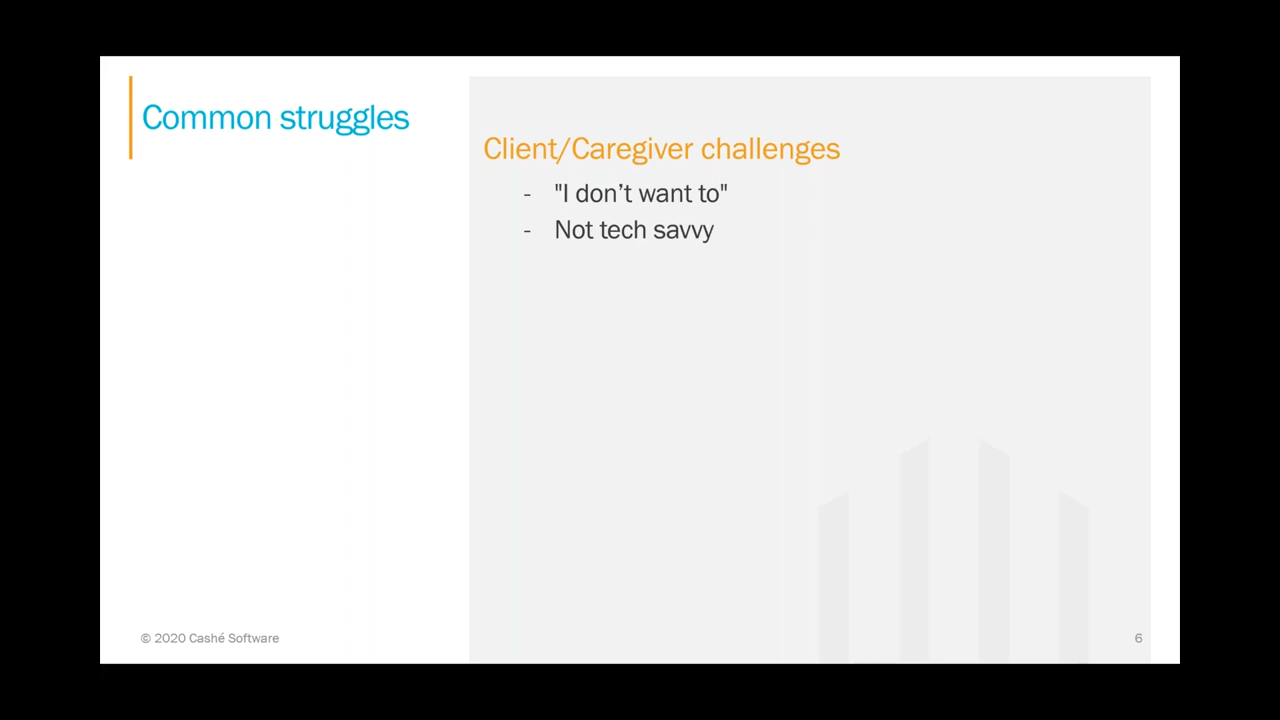 Common struggles
Client/Caregiver challenges
- "I don’t want to"
- Not tech savvy
© 2020 Cashé Software
6